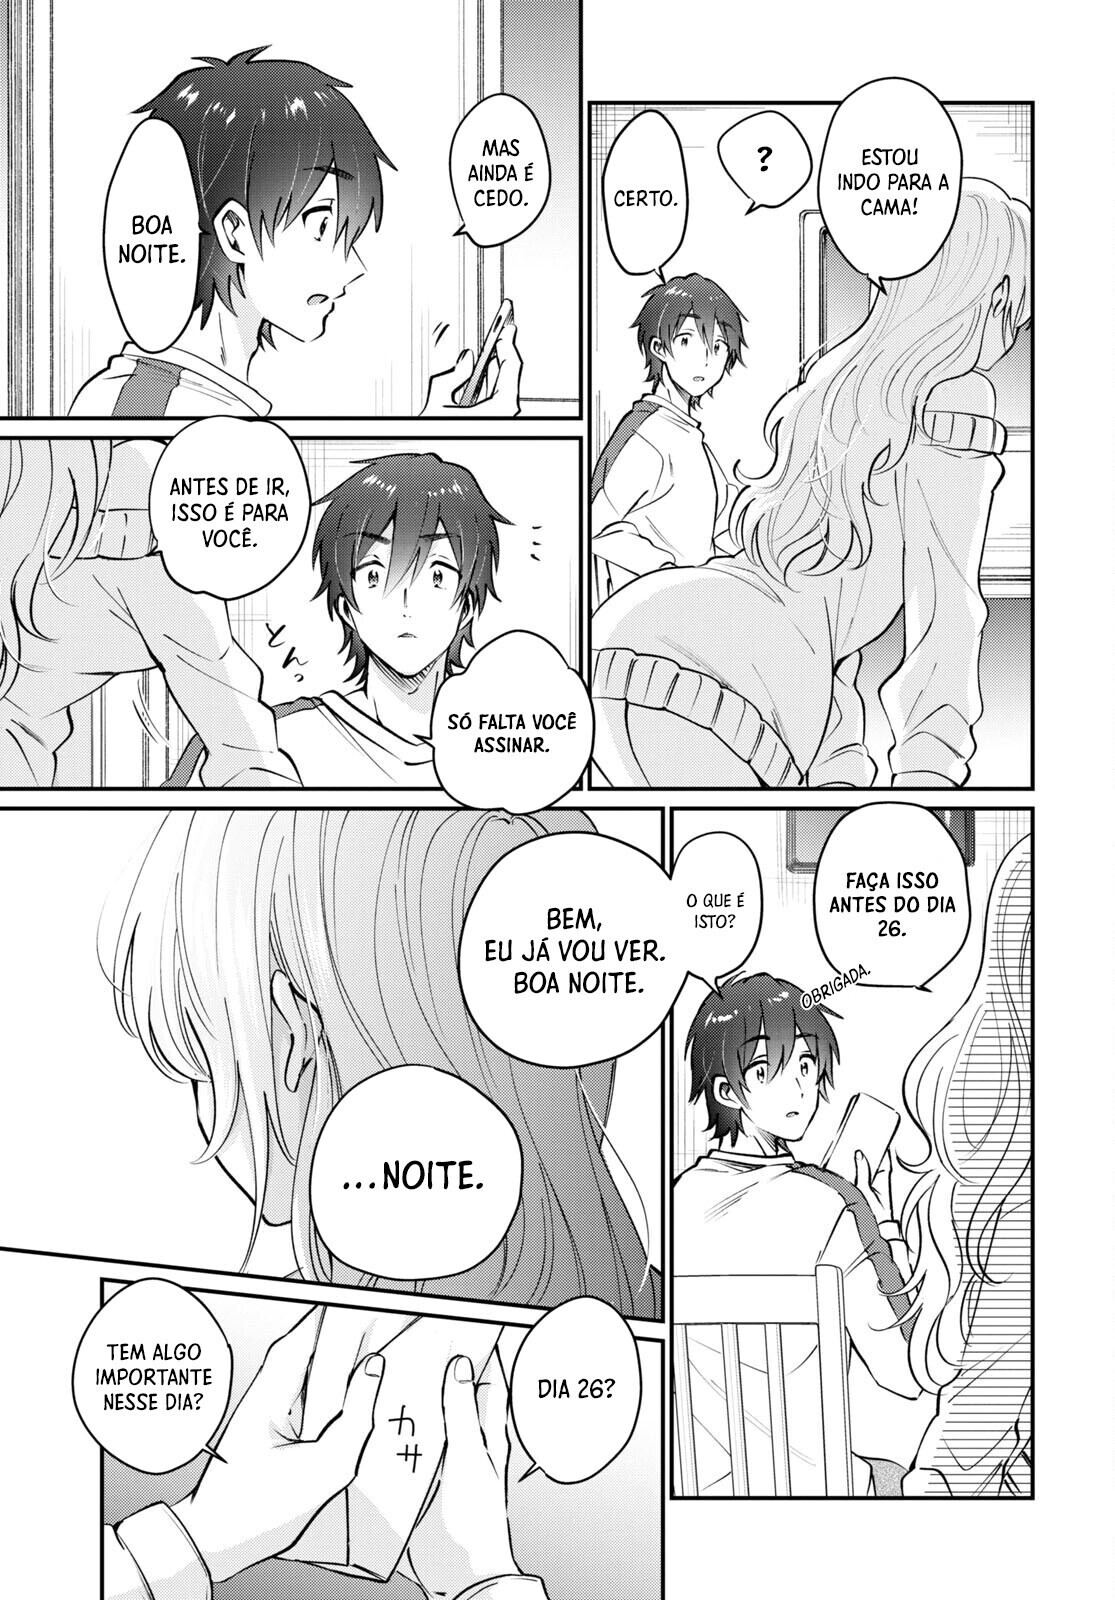 ESTOU
INDO PARA A
CAMA!
?
CERTO.
MAS
AINDA É
CEDO.
BOA
NOITE.
ANTES DE IR,
ISSO É PARA
VOCÊ.
とん
SÓ FALTA VOCÊ
ASSINAR.
FAÇA ISSO
ANTES DO DIA
26.
OBRIGADA.
O QUE É
ISTO?
BEM,
EU JÁ VOU VER.
BOA NOITE.
...NOITE.
DIA 26?
カサ
TEM ALGO
IMPORTANTE
NESSE DIA?